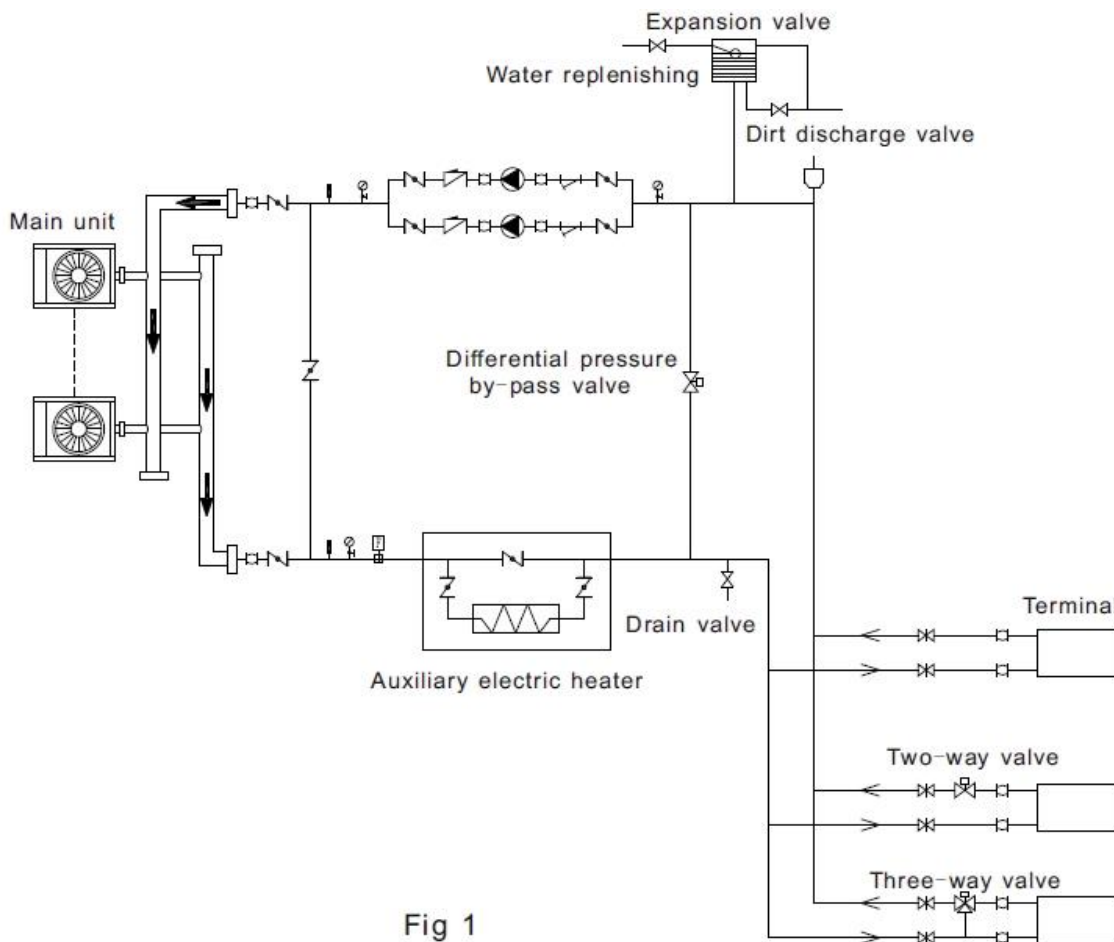 Expansion valve
Water replenishing
Dirt discharge valve
Main unit
Differential pressure
by-pass valve
Drain valve
Auxiliary electric heater
Terminal
Two-way valve
Three-way valve
Fig 1